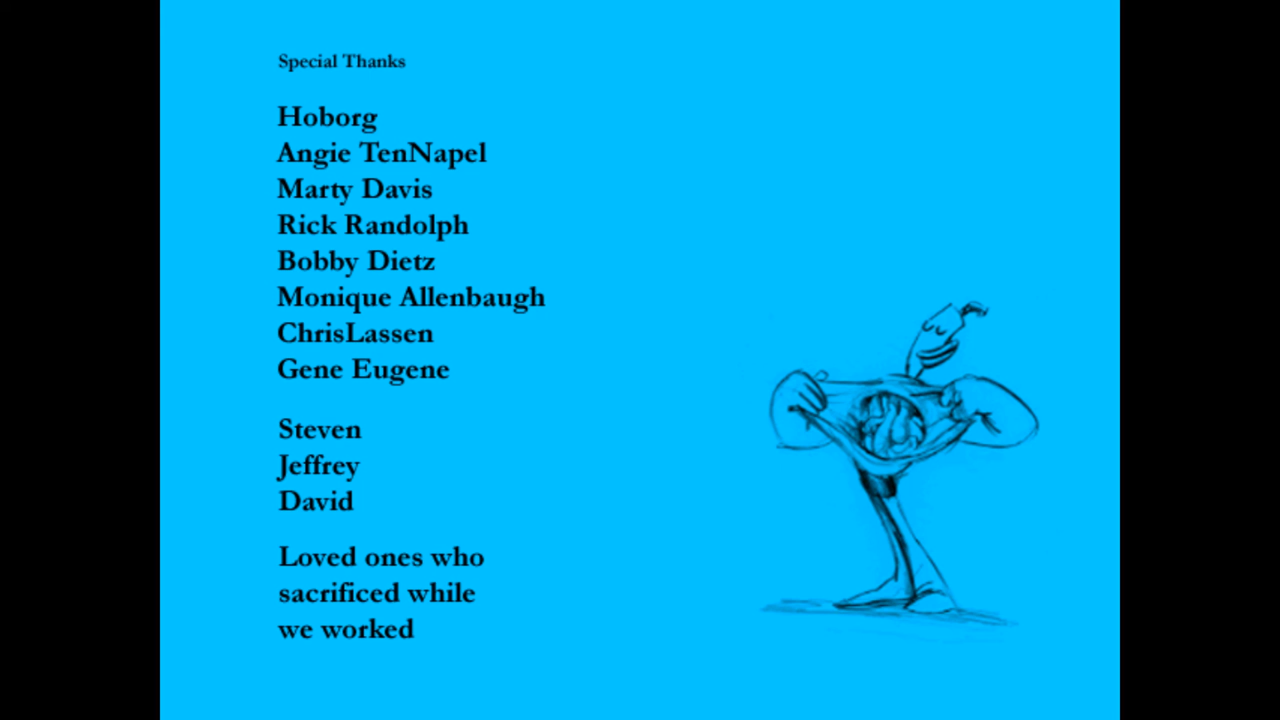 Special Thanks
Hoborg
Angie TenNapel
Marty Davis
Rick Randolph
Bobby Dietz
Monique Allenbaugh
ChrisLassen
Gene Eugene
Steven
Jeffrey
David
Loved ones who
sacrificed while
we worked